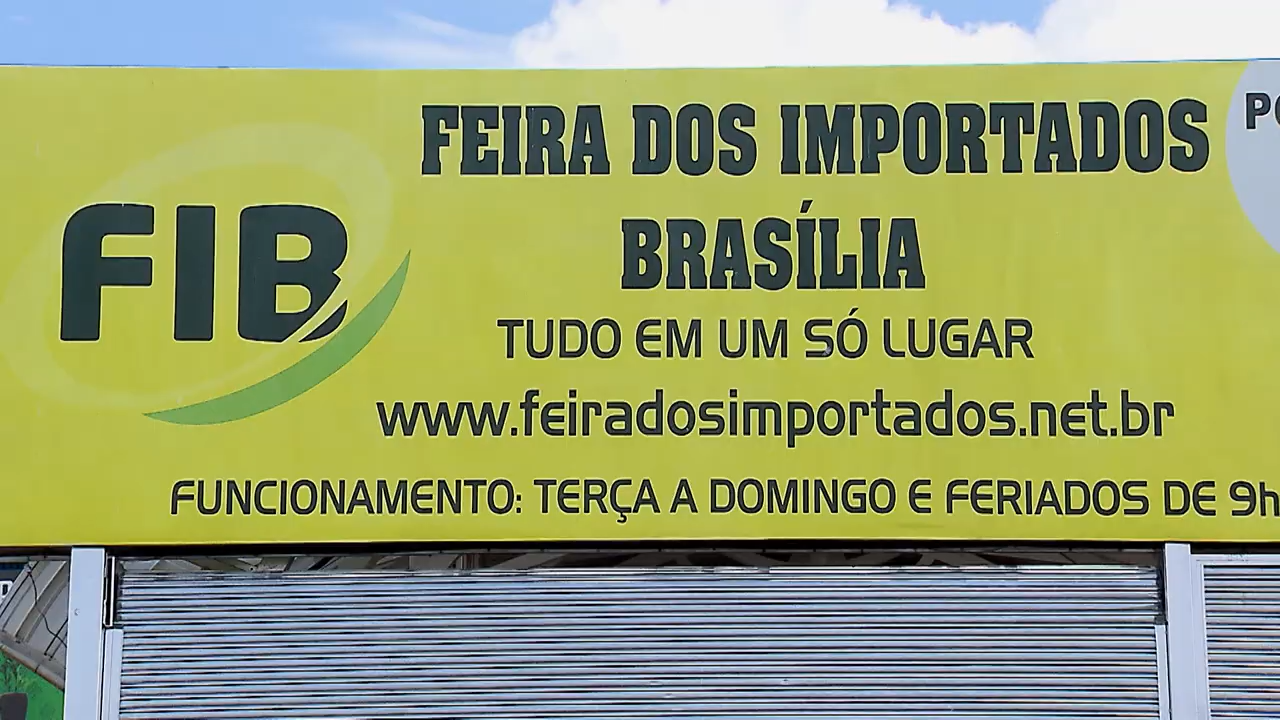 FIB
FEIRA DOS IMPORTADOS
BRASÍLIA
TUDO EM UM SÓ LUGAR
www.feiradosimportados.net.br
FUNCIONAMENTO: TERÇA A DOMINGO E FERIADOS DE 9h